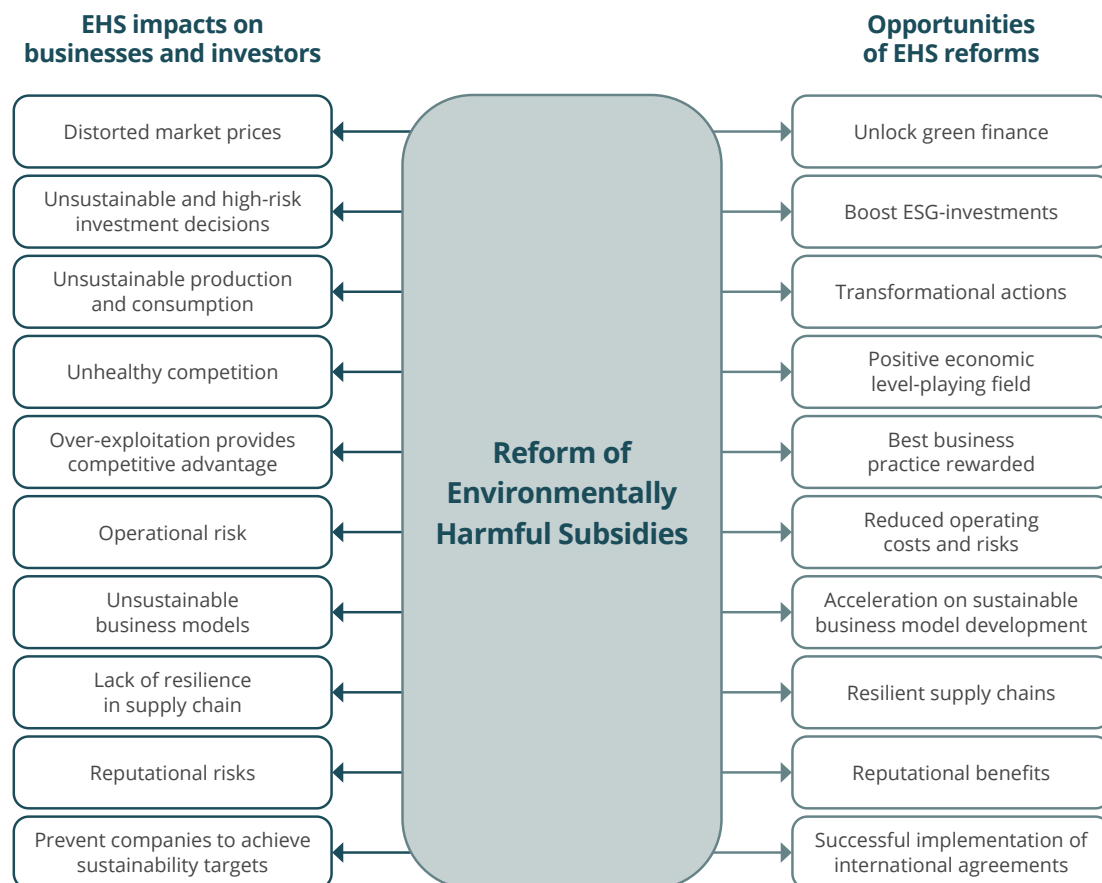 EHS impacts on
businesses and investors
Distorted market prices
Unsustainable and high-risk
investment decisions
Unsustainable production
and consumption
Unhealthy competition
Over-exploitation provides
competitive advantage
Operational risk
Unsustainable
business models
Lack of resilience
in supply chain
Reputational risks
Prevent companies to achieve
sustainability targets
Reform of
Environmentally
Harmful Subsidies
Opportunities
of EHS reforms
Unlock green finance
Boost ESG-investments
Transformational actions
Positive economic
level-playing field
Best business
practice rewarded
Reduced operating
costs and risks
Acceleration on sustainable
business model development
Resilient supply chains
Reputational benefits
Successful implementation of
international agreements